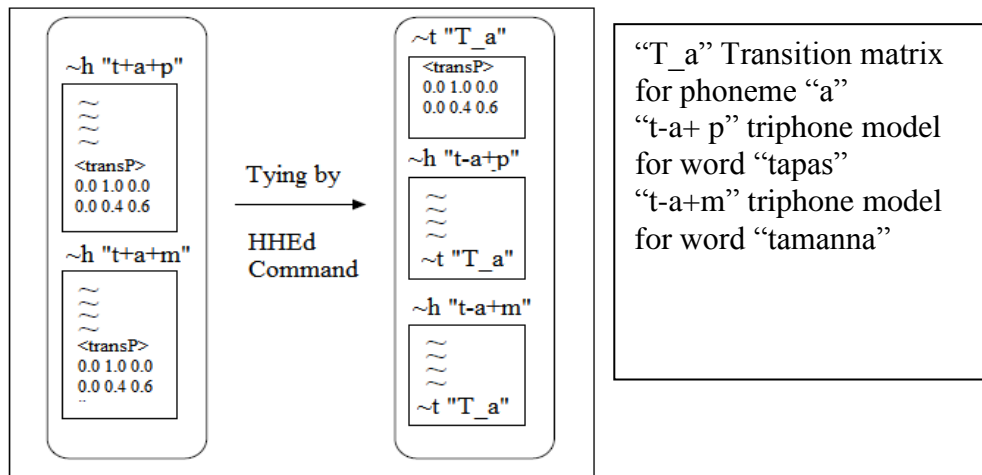 ~h "t+a+p"
~
~
~
~
<transP>
0.0 1.0 0.0
0.0 0.4 0.6
~h "t+a+m"
~
~
~
~
<transP>
0.0 1.0 0.0
0.0 0.4 0.6
Tying by
HHEd
Command
~t "T_a"
<transP>
0.0 1.0 0.0
0.0 0.4 0.6
~h "t-a+p"
~
~
~
~
~t "T_a"
~h "t-a+m"
~
~
~
~
~t "T_a"
“T_a” Transition matrix
for phoneme “a”
“t-a+ p” triphone model
for word “tapas”
“t-a+m” triphone model
for word “tamanna”